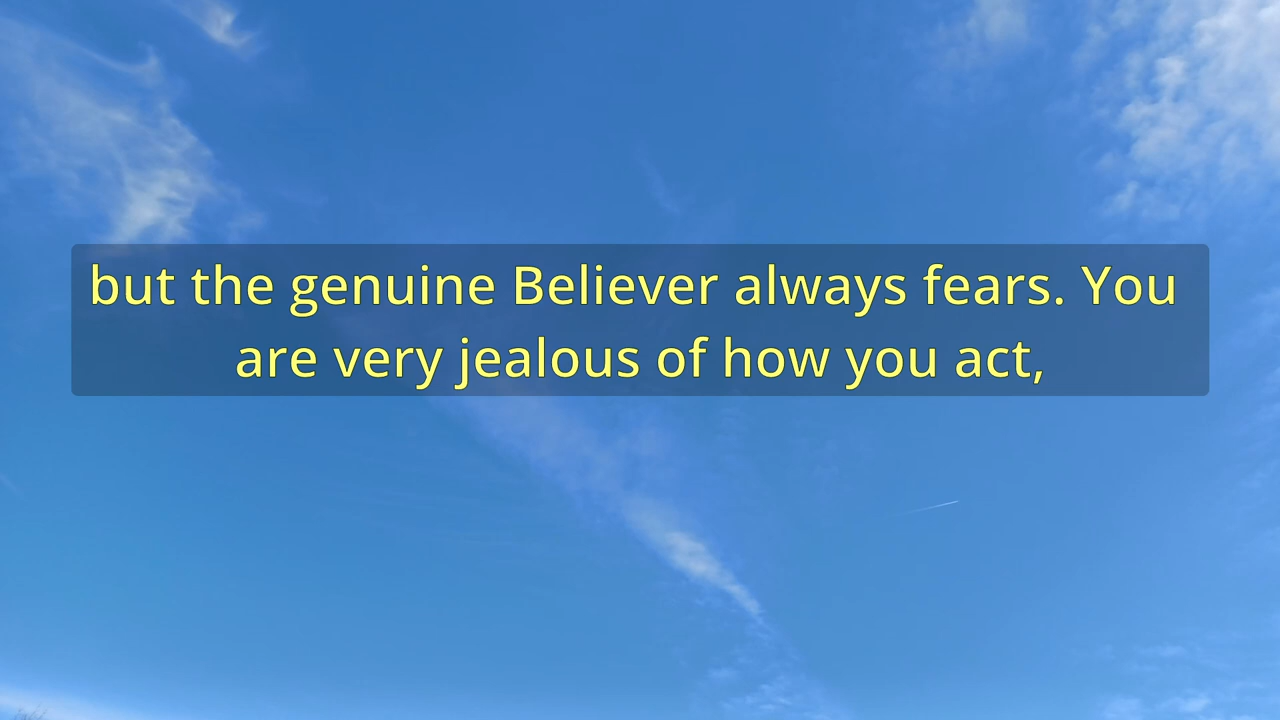 but the genuine Believer always fears. You
are very jealous of how you act,